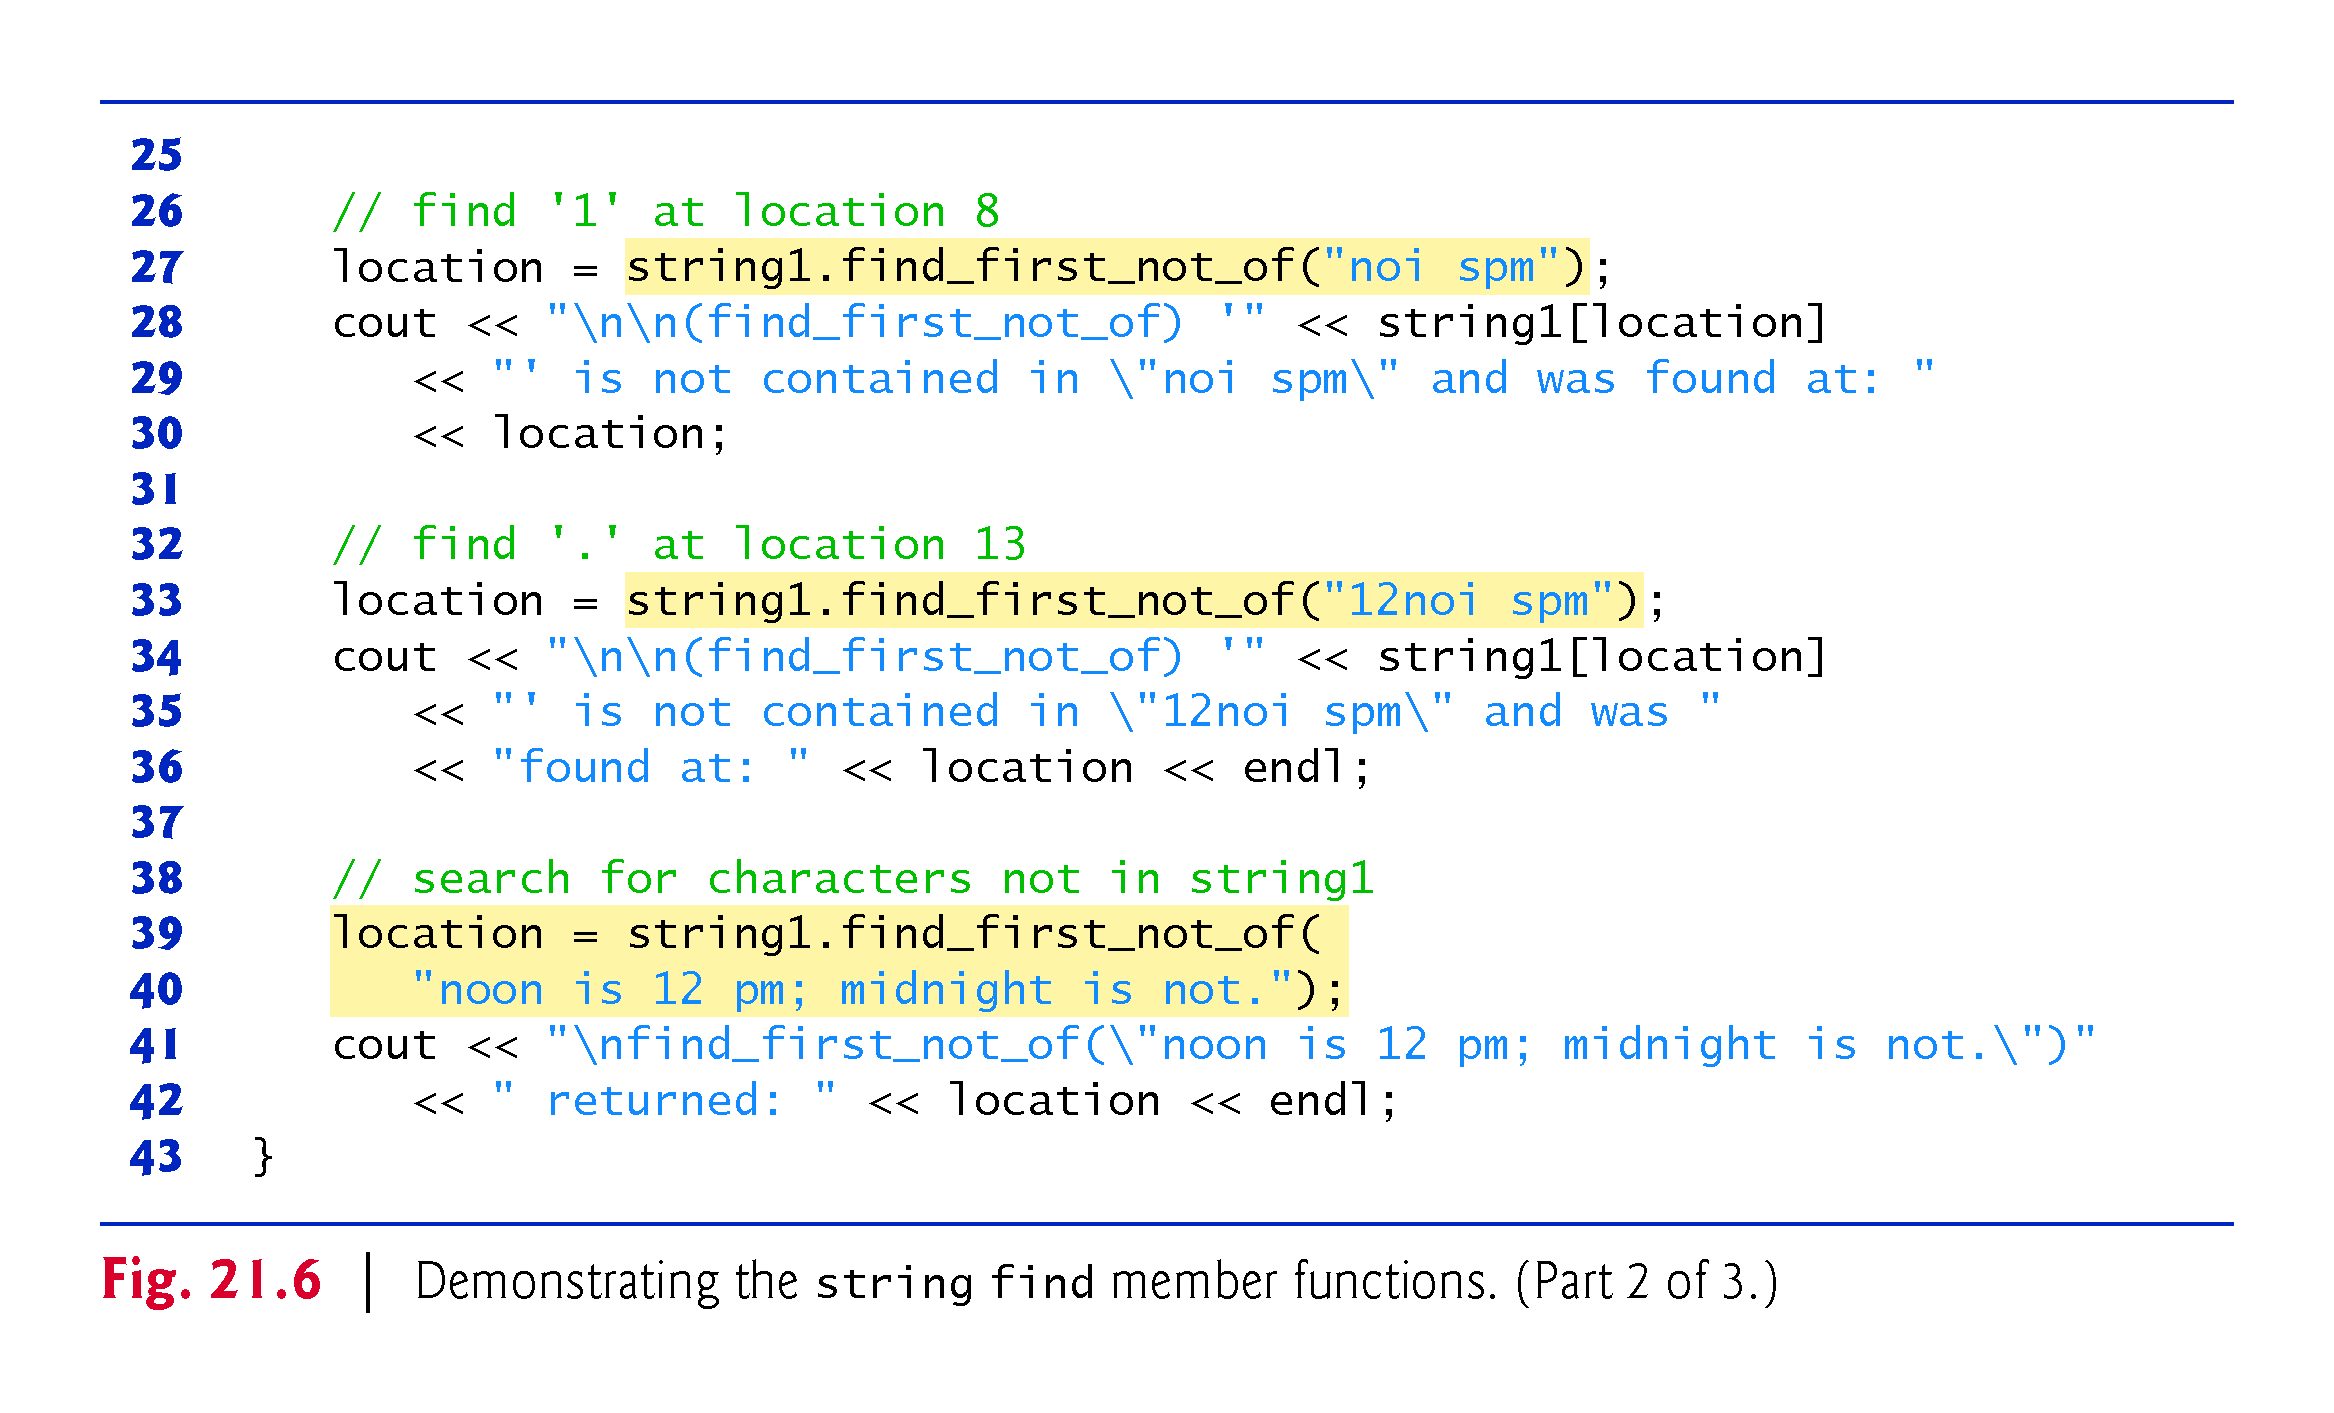 25
26 // find '1' at location 8
27 location = string1.find_first_not_of("noi spm");
28 cout << "\n\n(find_first_not_of) '" << string1[location]
29 << "' is not contained in \"noi spm\" and was found at: "
30 << location;
31
32 // find '.' at location 13
33 location = string1.find_first_not_of("12noi spm");
34 cout << "\n\n(find_first_not_of) '" << string1[location]
35 << "' is not contained in \"12noi spm\" and was "
36 << "found at: " << location << endl;
37
38 // search for characters not in string1
39 location = string1.find_first_not_of(
40 "noon is 12 pm; midnight is not.");
41 cout << "\nfind_first_not_of(\"noon is 12 pm; midnight is not.\")"
42 << " returned: " << location << endl;
43 }
Fig. 21.6 | Demonstrating the string find member functions. (Part 2 of 3.)